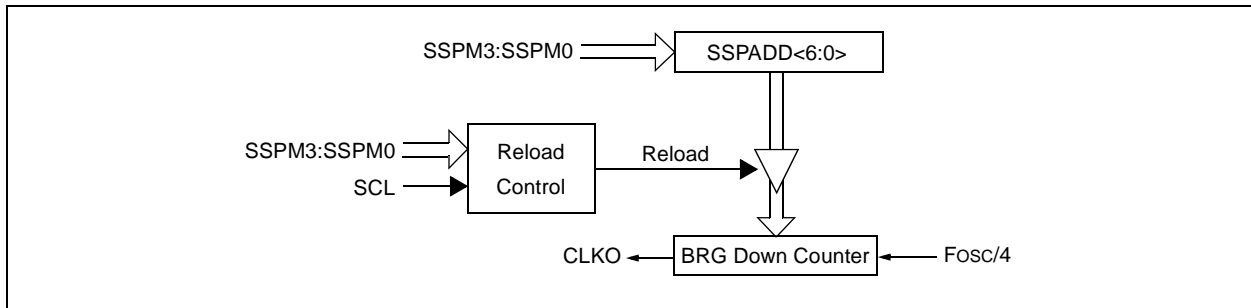 SSPM3:SSPM0
SSPADD<6:0>
SSPM3:SSPM0
SCL
Reload
Control
Reload
CLKO
BRG Down Counter
FOSC/4